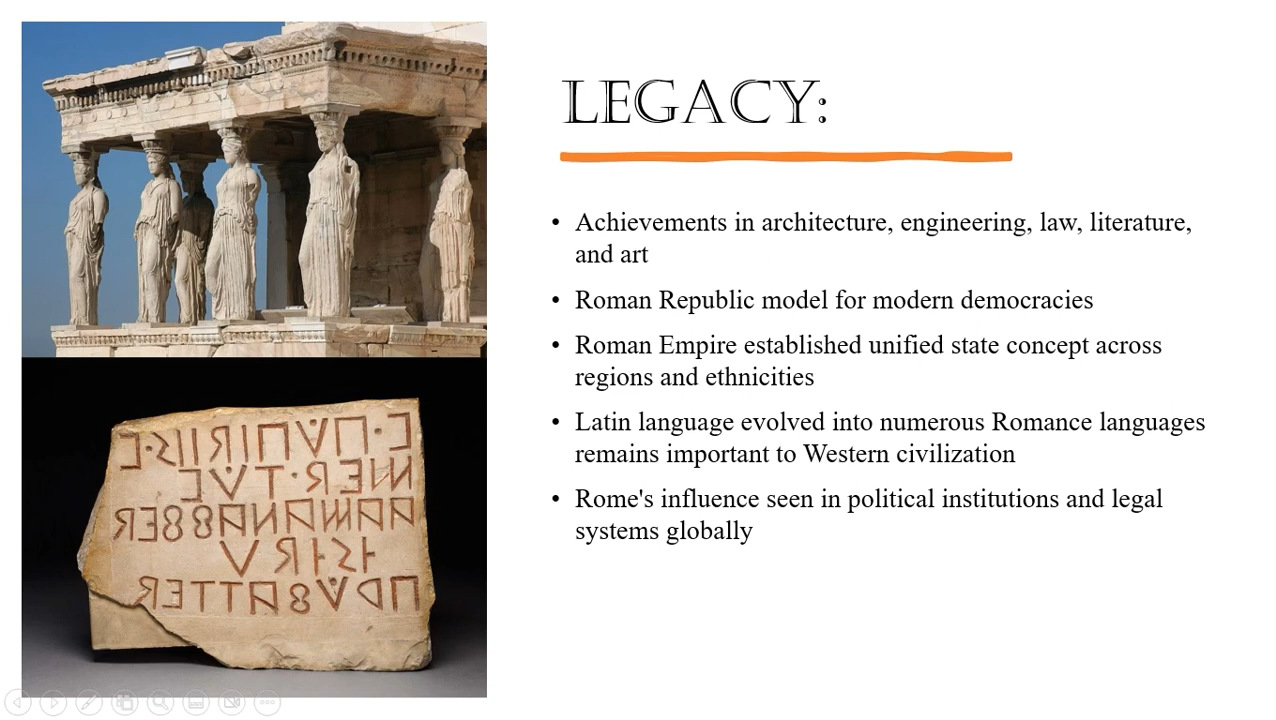 LEGACY:
• Achievements in architecture, engineering, law, literature,
and art
• Roman Republic model for modern democracies
• Roman Empire established unified state concept across
regions and ethnicities
• Latin language evolved into numerous Romance languages
remains important to Western civilization
• Rome's influence seen in political institutions and legal
systems globally